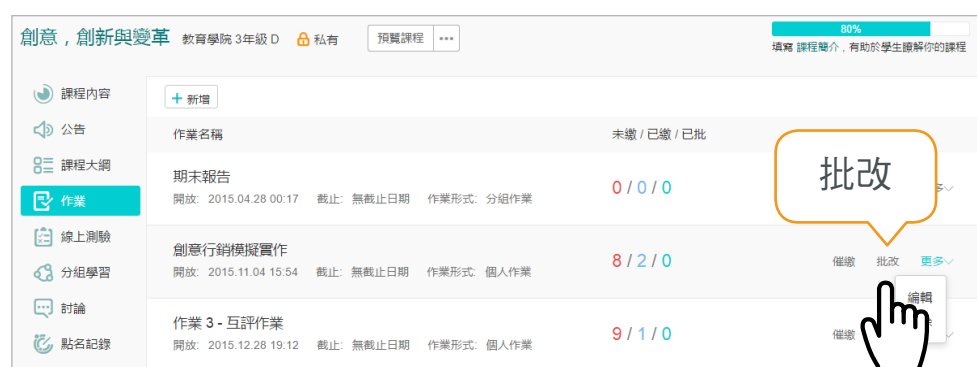 創意，創新與變革 教育學院 3年級 D 私有 預覽課程 •••
80%
填寫 課程簡介，有助於學生瞭解你的課程
課程內容
公告
課程大綱
作業
線上測驗
分組學習
討論
點名記錄
+ 新增
作業名稱 未繳 / 已繳 / 已批
期末報告
開放: 2015.04.28 00:17 截止: 無截止日期 作業形式: 分組作業
0 / 0 / 0
批改
創意行銷模擬實作
開放: 2015.11.04 15:54 截止: 無截止日期 作業形式: 個人作業
8 / 2 / 0
催繳 批改 更多
編輯
作業 3 - 互評作業
開放: 2015.12.28 19:12 截止: 無截止日期 作業形式: 個人作業
9 / 1 / 0
催繳